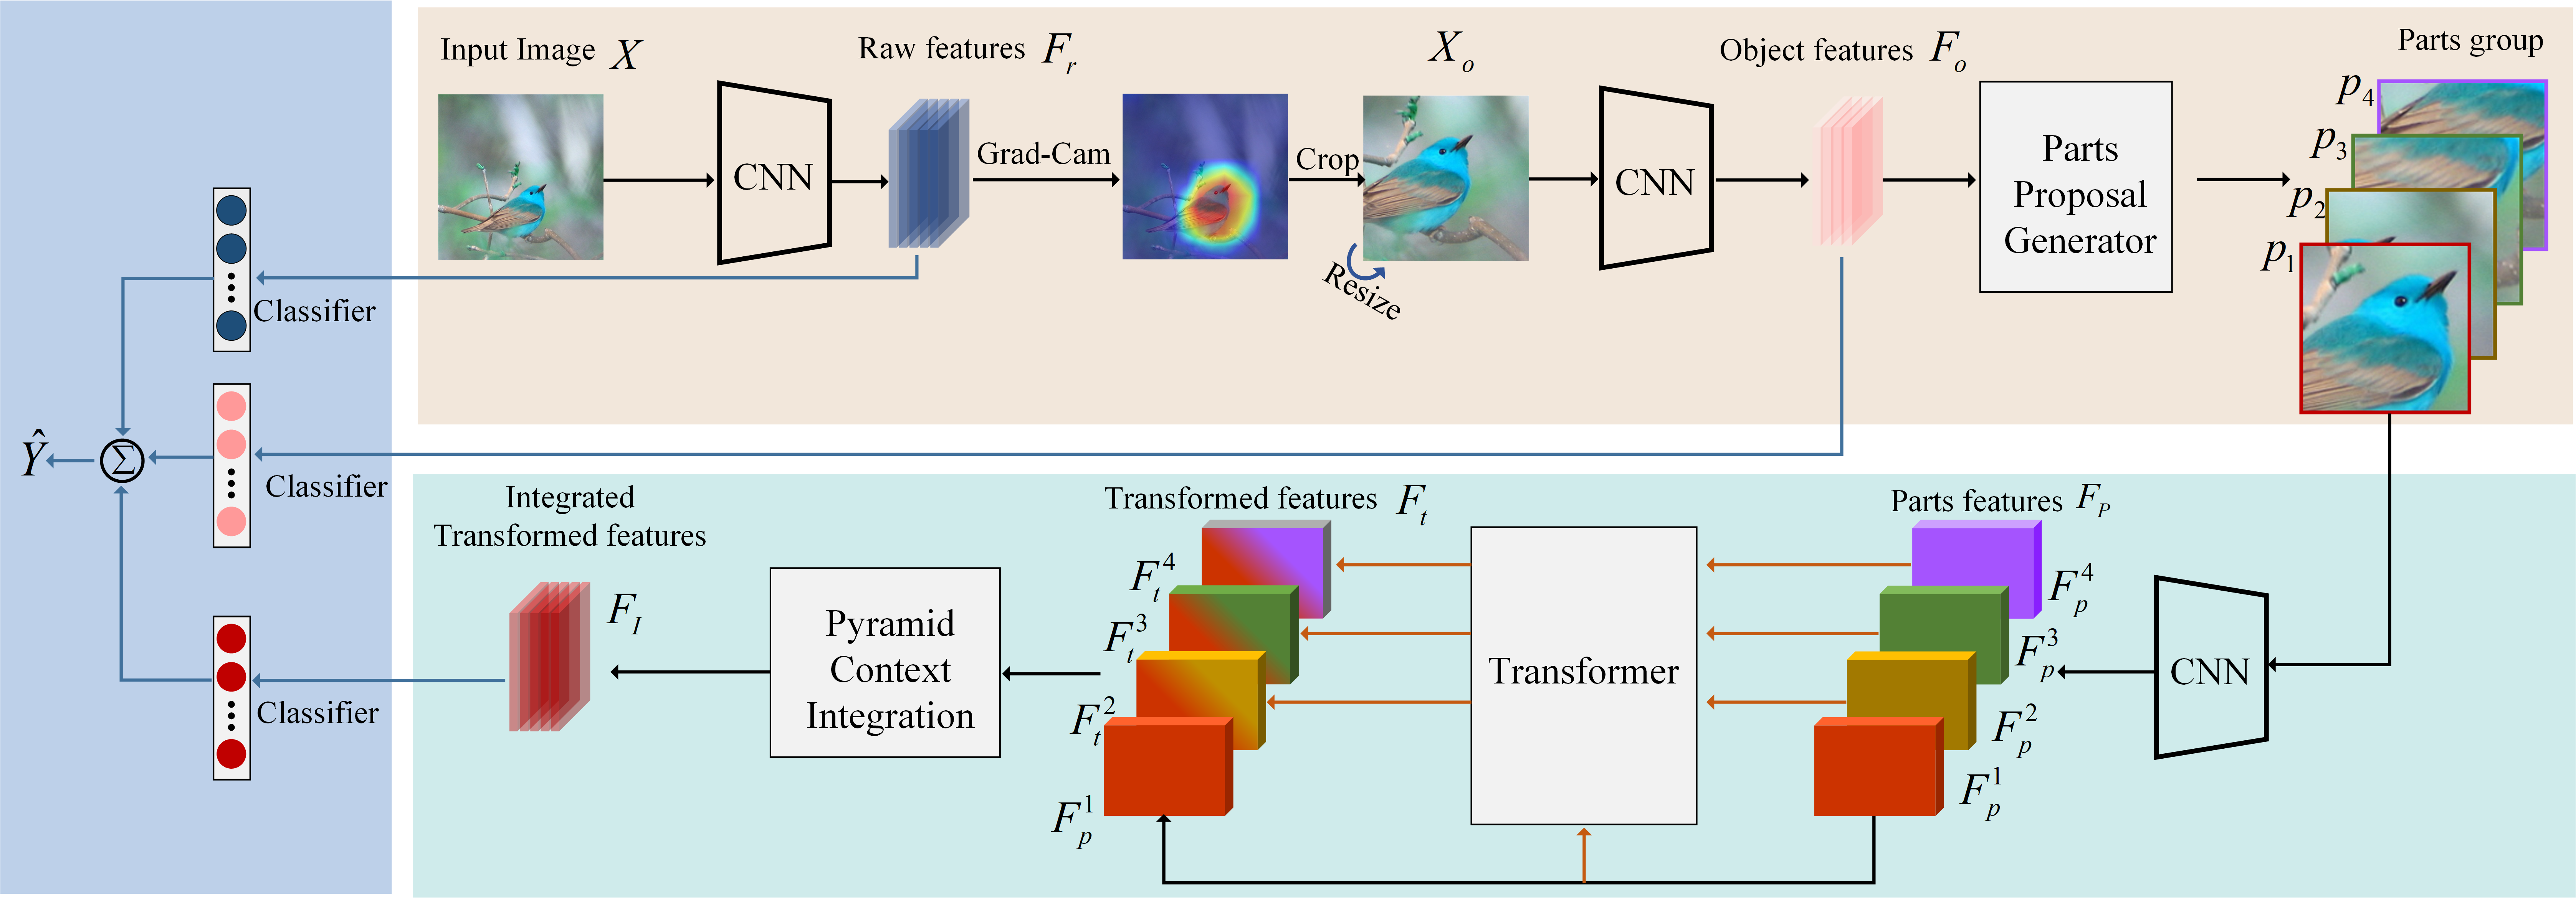 Input Image X
Raw features F_r
X_o
Object features F_o
Parts group
CNN
Grad-Cam
Crop
Resize
CNN
Parts
Proposal
Generator
p_4
p_3
p_2
p_1
Classifier
Classifier
Classifier
Ŷ
Σ
Integrated
Transformed features
F_I
Pyramid
Context
Integration
Transformed features F_t
F_t^4
F_t^3
F_t^2
F_p^1
Transformer
Parts features F_P
F_p^4
F_p^3
F_p^2
F_p^1
CNN